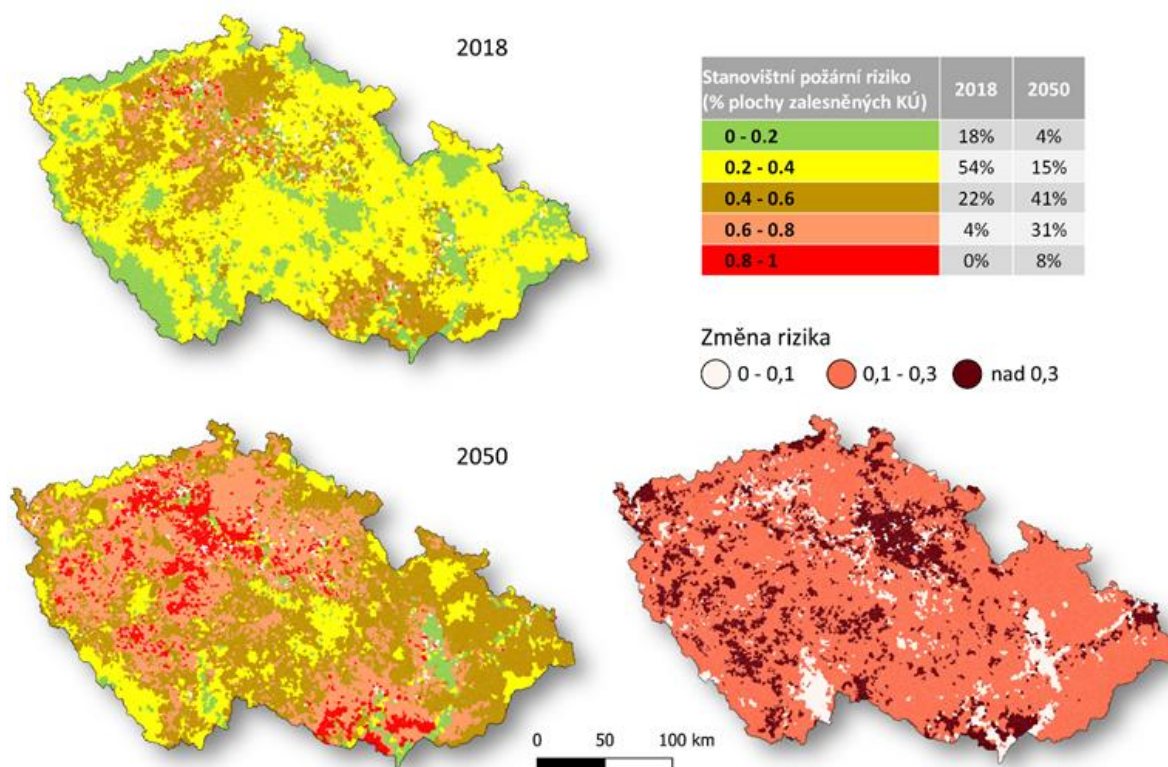 2018
Stanovištní požární riziko
(% plochy zalesněných KÚ)
2018
2050
0 - 0.2
18%
4%
0.2 - 0.4
54%
15%
0.4 - 0.6
22%
41%
0.6 - 0.8
4%
31%
0.8 - 1
0%
8%
Změna rizika
0 - 0,1
0,1 - 0,3
nad 0,3
2050
0
50
100 km